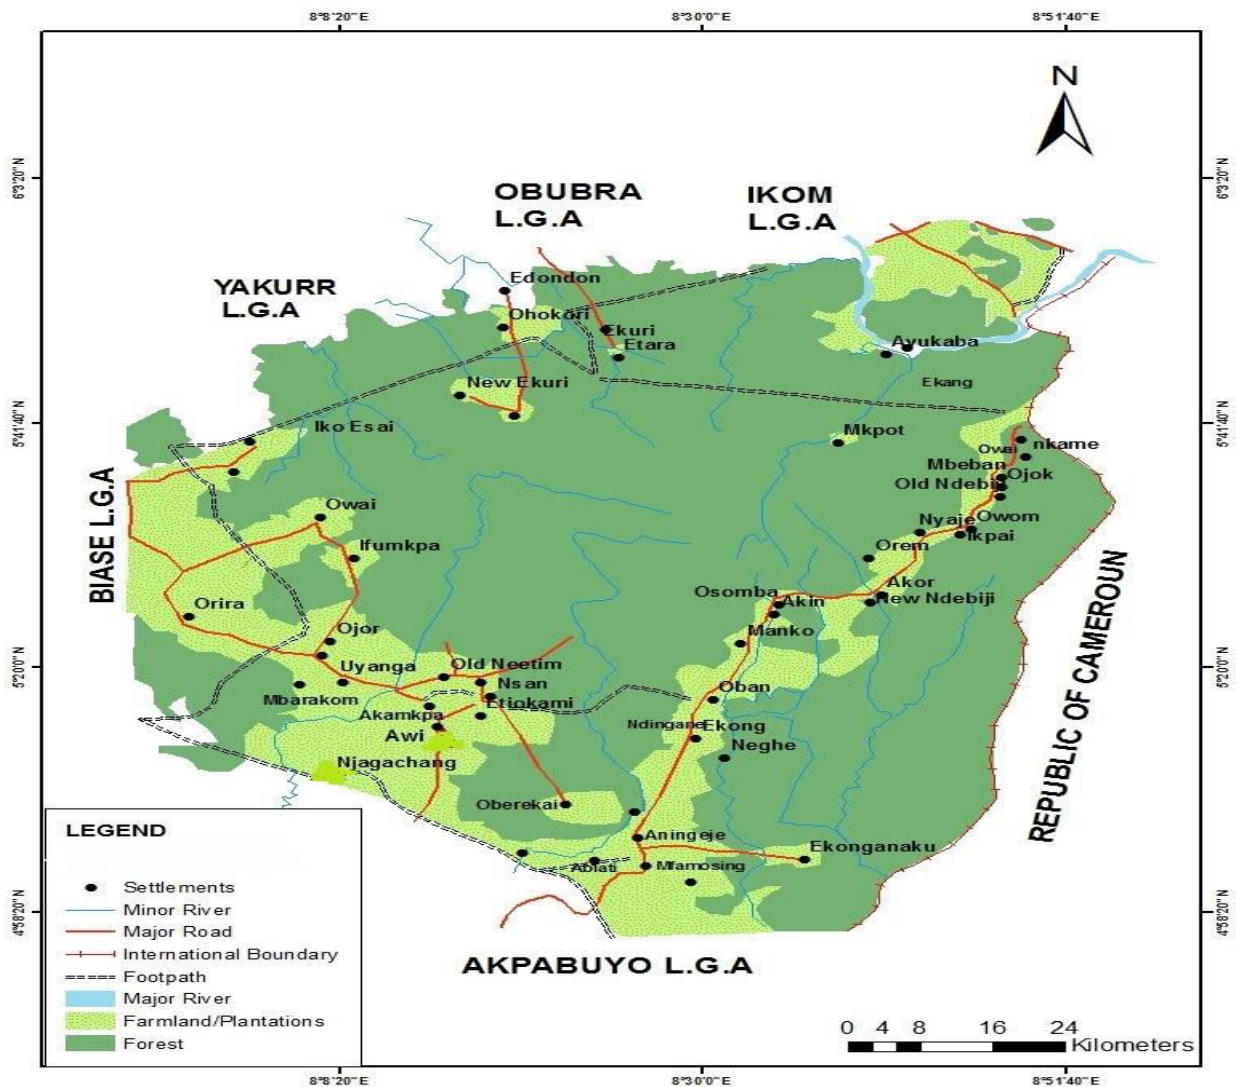 8°8'20"E
8°30'0"E
8°51'40"E
N
6°3'20"N
6°3'20"N
OBUBRA
L.G.A
IKOM
L.G.A
YAKURR
L.G.A
Edondon
Ohokori
Ekuri
Etara
Ayukaba
Ekang
New Ekuri
5°41'40"N
5°41'40"N
Iko Esai
Mkpot
Owai
nkame
Mbeban
Ojok
Old Ndebiji
BIASE L.G.A
Owai
Nyaje
Owom
Ikpai
Ifumkpa
Orem
Akor
Osomba
Akin
New Ndebiji
Orira
Ojor
Manko
REPUBLIC OF CAMEROUN
5°2'0"N
5°2'0"N
Uyanga
Old Neetim
Nsan
Mbarakom
Oban
Etiokami
Akamkpa
Ndingane
Ekong
Awi
Neghe
Njagachang
Oberekai
Aningeje
Ekonganaku
Mfamosing
LEGEND
Settlements
Minor River
Major Road
International Boundary
Footpath
Major River
Farmland/Plantations
Forest
4°58'20"N
4°58'20"N
AKPABUYO L.G.A
0 4 8 16 24
Kilometers
8°8'20"E
8°30'0"E
8°51'40"E